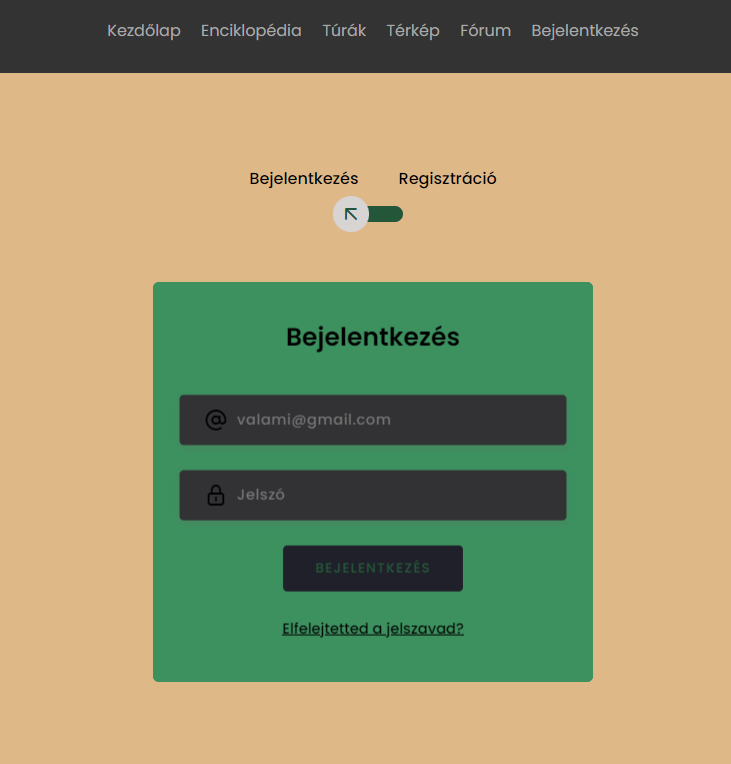 Kezdőlap Enciklopédia Túrák Térkép Fórum Bejelentkezés
Bejelentkezés Regisztráció
Bejelentkezés
valami@gmail.com
Jelszó
BEJELENTKEZÉS
Elfelejtetted a jelszavad?